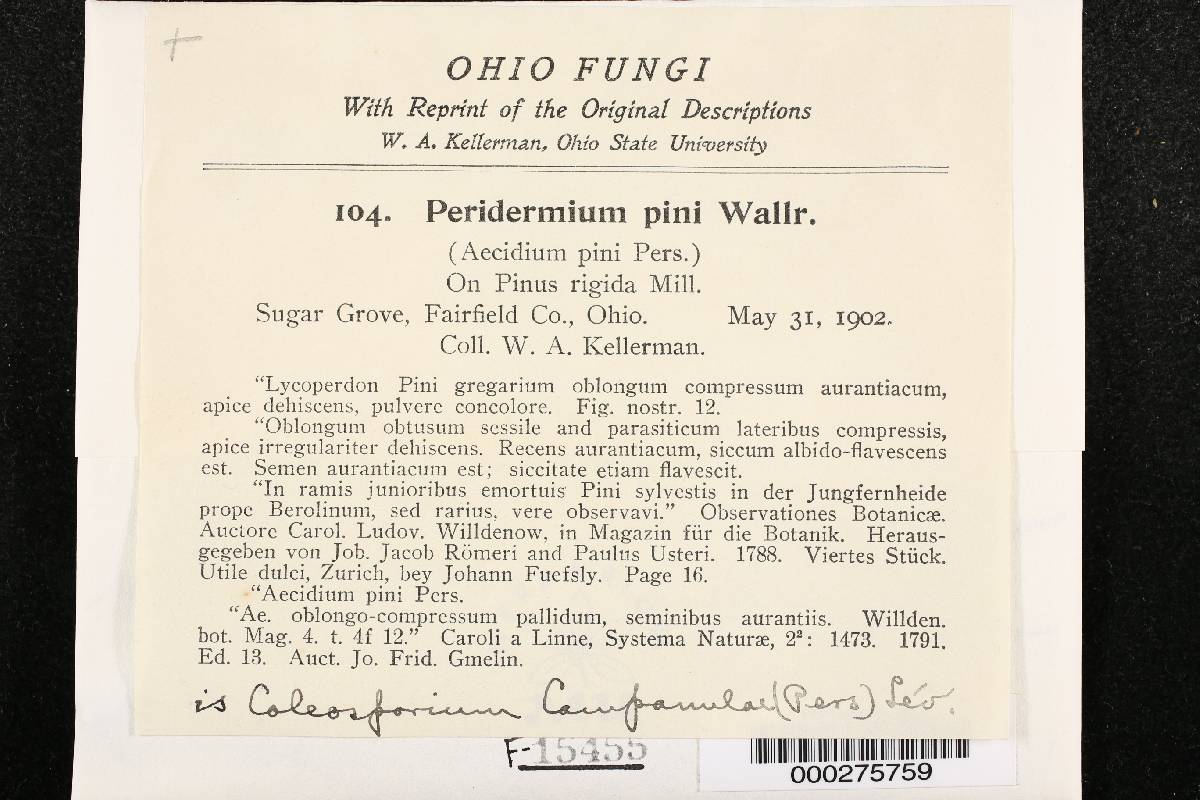 OHIO FUNGI
With Reprint of the Original Descriptions
W. A. Kellerman, Ohio State University
104. Peridermium pini Wallr.
(Aecidium pini Pers.)
On Pinus rigida Mill.
Sugar Grove, Fairfield Co., Ohio. May 31, 1902.
Coll. W. A. Kellerman.
"Lycoperdon Pini gregarium oblongum compressum aurantiacum,
apice dehiscens, pulvere concolore. Fig. nostr. 12.
"Oblongum obtusum sessile and parasiticum lateribus compressis,
apice irregulariter dehiscens. Recens aurantiacum, siccum albido-flavescens
est. Semen aurantiacum est; siccitate etiam flavescit.
"In ramis junioribus emortuis Pini sylvestis in der Jungfernheide
prope Berolinum, sed rarius, vere observavi." Observationes Botanicæ.
Auctore Carol. Ludov. Willdenow, in Magazin für die Botanik. Heraus-
gegeben von Joh. Jacob Römeri and Paulus Usteri. 1788. Viertes Stück.
Utile dulci, Zurich, bey Johann Fuefsly. Page 16.
"Aecidium pini Pers.
"Ae. oblongo-compressum pallidum, seminibus aurantiis. Willden.
bot. Mag. 4. t. 4f 12." Caroli a Linne, Systema Naturæ, 2²: 1473. 1791.
Ed. 13. Auct. Jo. Frid. Gmelin.
is Coleosporium Campanulae (Pers) Lév.
F-15455
000275759